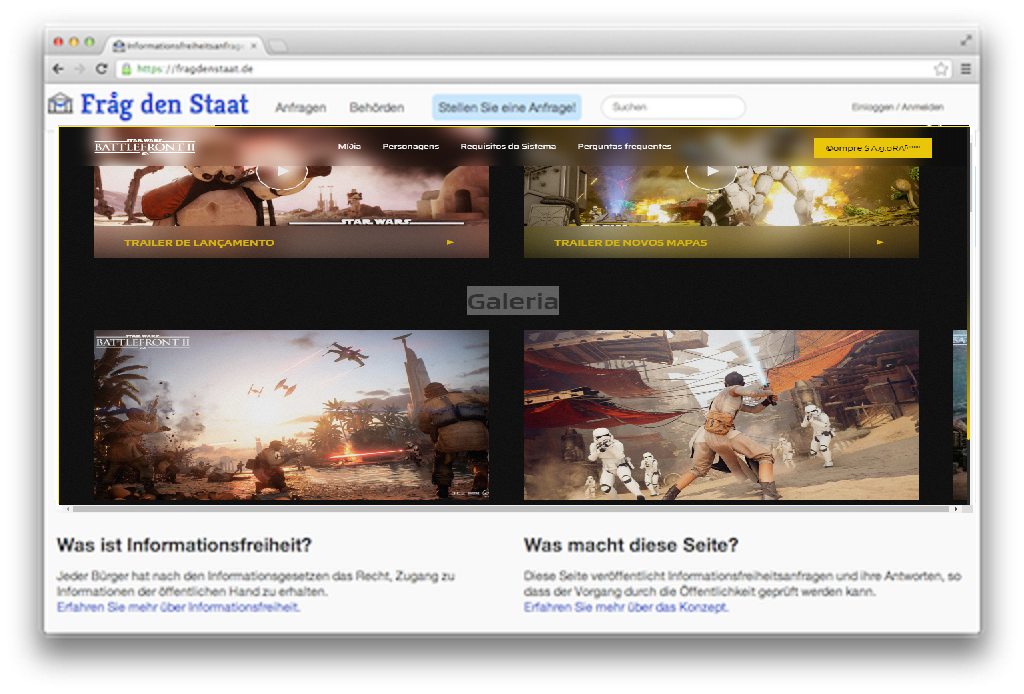 Informationsfreiheitsanfrage
https://fragdenstaat.de
Fråg den Staat
Anfragen
Behörden
Stellen Sie eine Anfrage!
Suchen
Einloggen / Anmelden
STAR WARS
BATTLEFRONT II
Mídia
Personagens
Requisitos do Sistema
Perguntas frequentes
STAR WARS
TRAILER DE LANÇAMENTO
TRAILER DE NOVOS MAPAS
Galeria
STAR WARS
BATTLEFRONT II
Was ist Informationsfreiheit?
Jeder Bürger hat nach den Informationsgesetzen das Recht, Zugang zu
Informationen der öffentlichen Hand zu erhalten.
Erfahren Sie mehr über Informationsfreiheit.
Was macht diese Seite?
Diese Seite veröffentlicht Informationsfreiheitsanfragen und ihre Antworten, so
dass der Vorgang durch die Öffentlichkeit geprüft werden kann.
Erfahren Sie mehr über das Konzept.